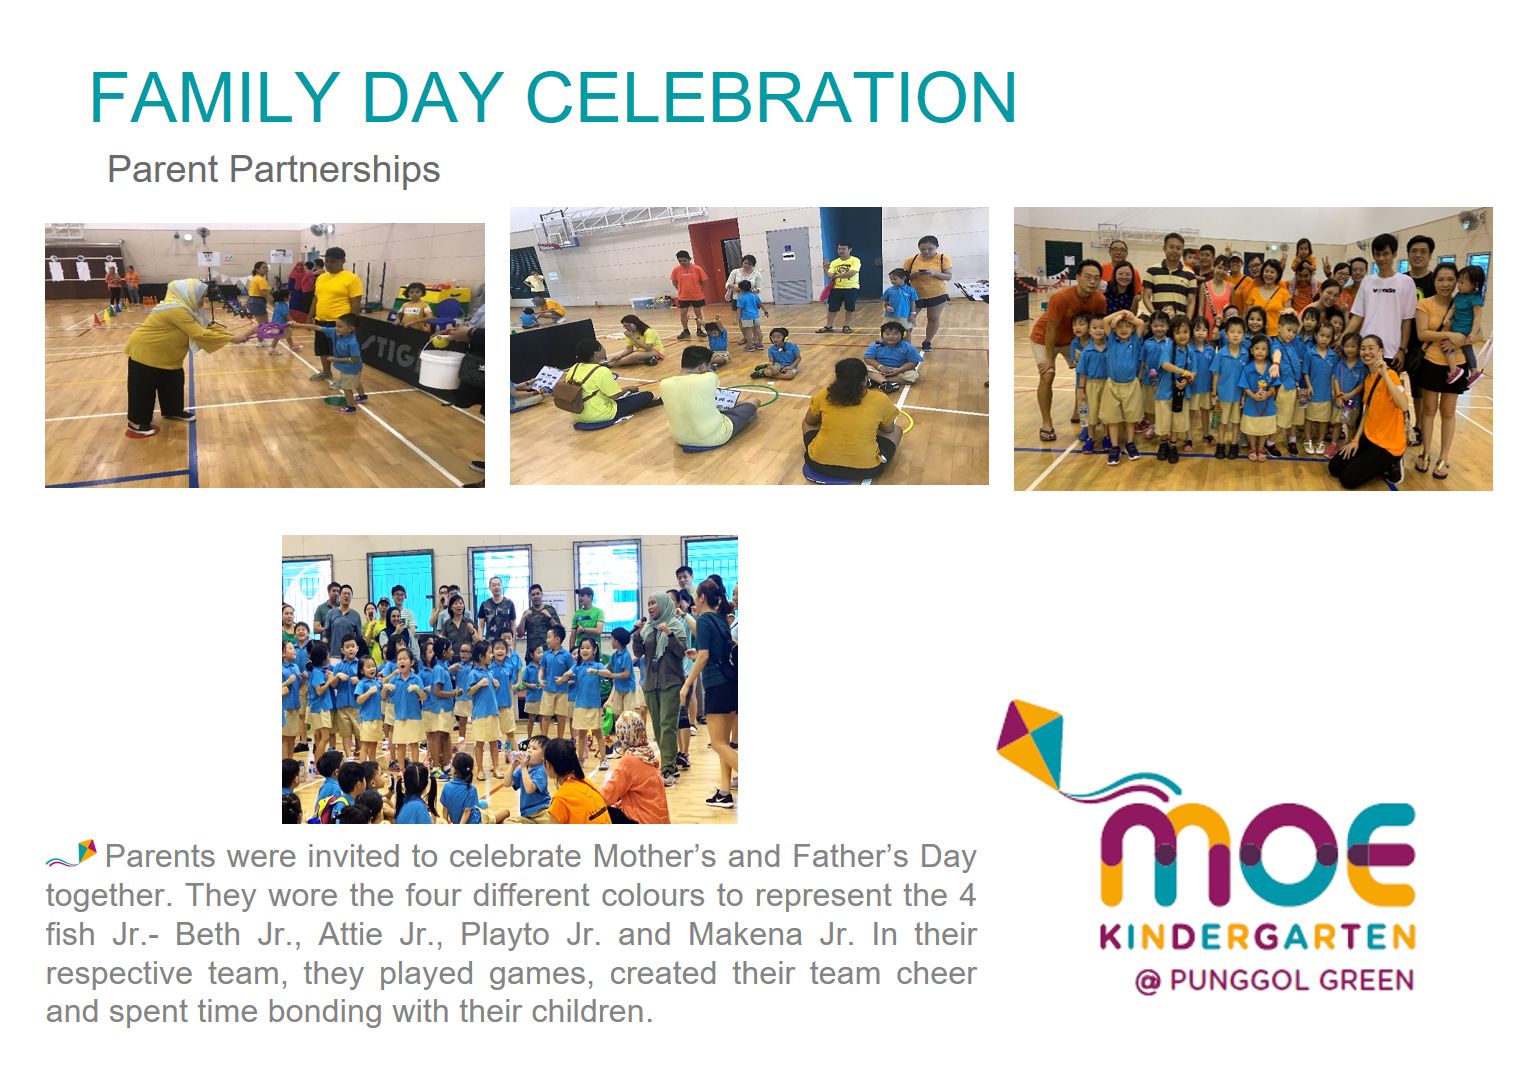 FAMILY DAY CELEBRATION
Parent Partnerships
STIG
Parents were invited to celebrate Mother’s and Father’s Day
together. They wore the four different colours to represent the 4
fish Jr.- Beth Jr., Attie Jr., Playto Jr. and Makena Jr. In their
respective team, they played games, created their team cheer
and spent time bonding with their children.
MOE
KINDERGARTEN
@ PUNGGOL GREEN